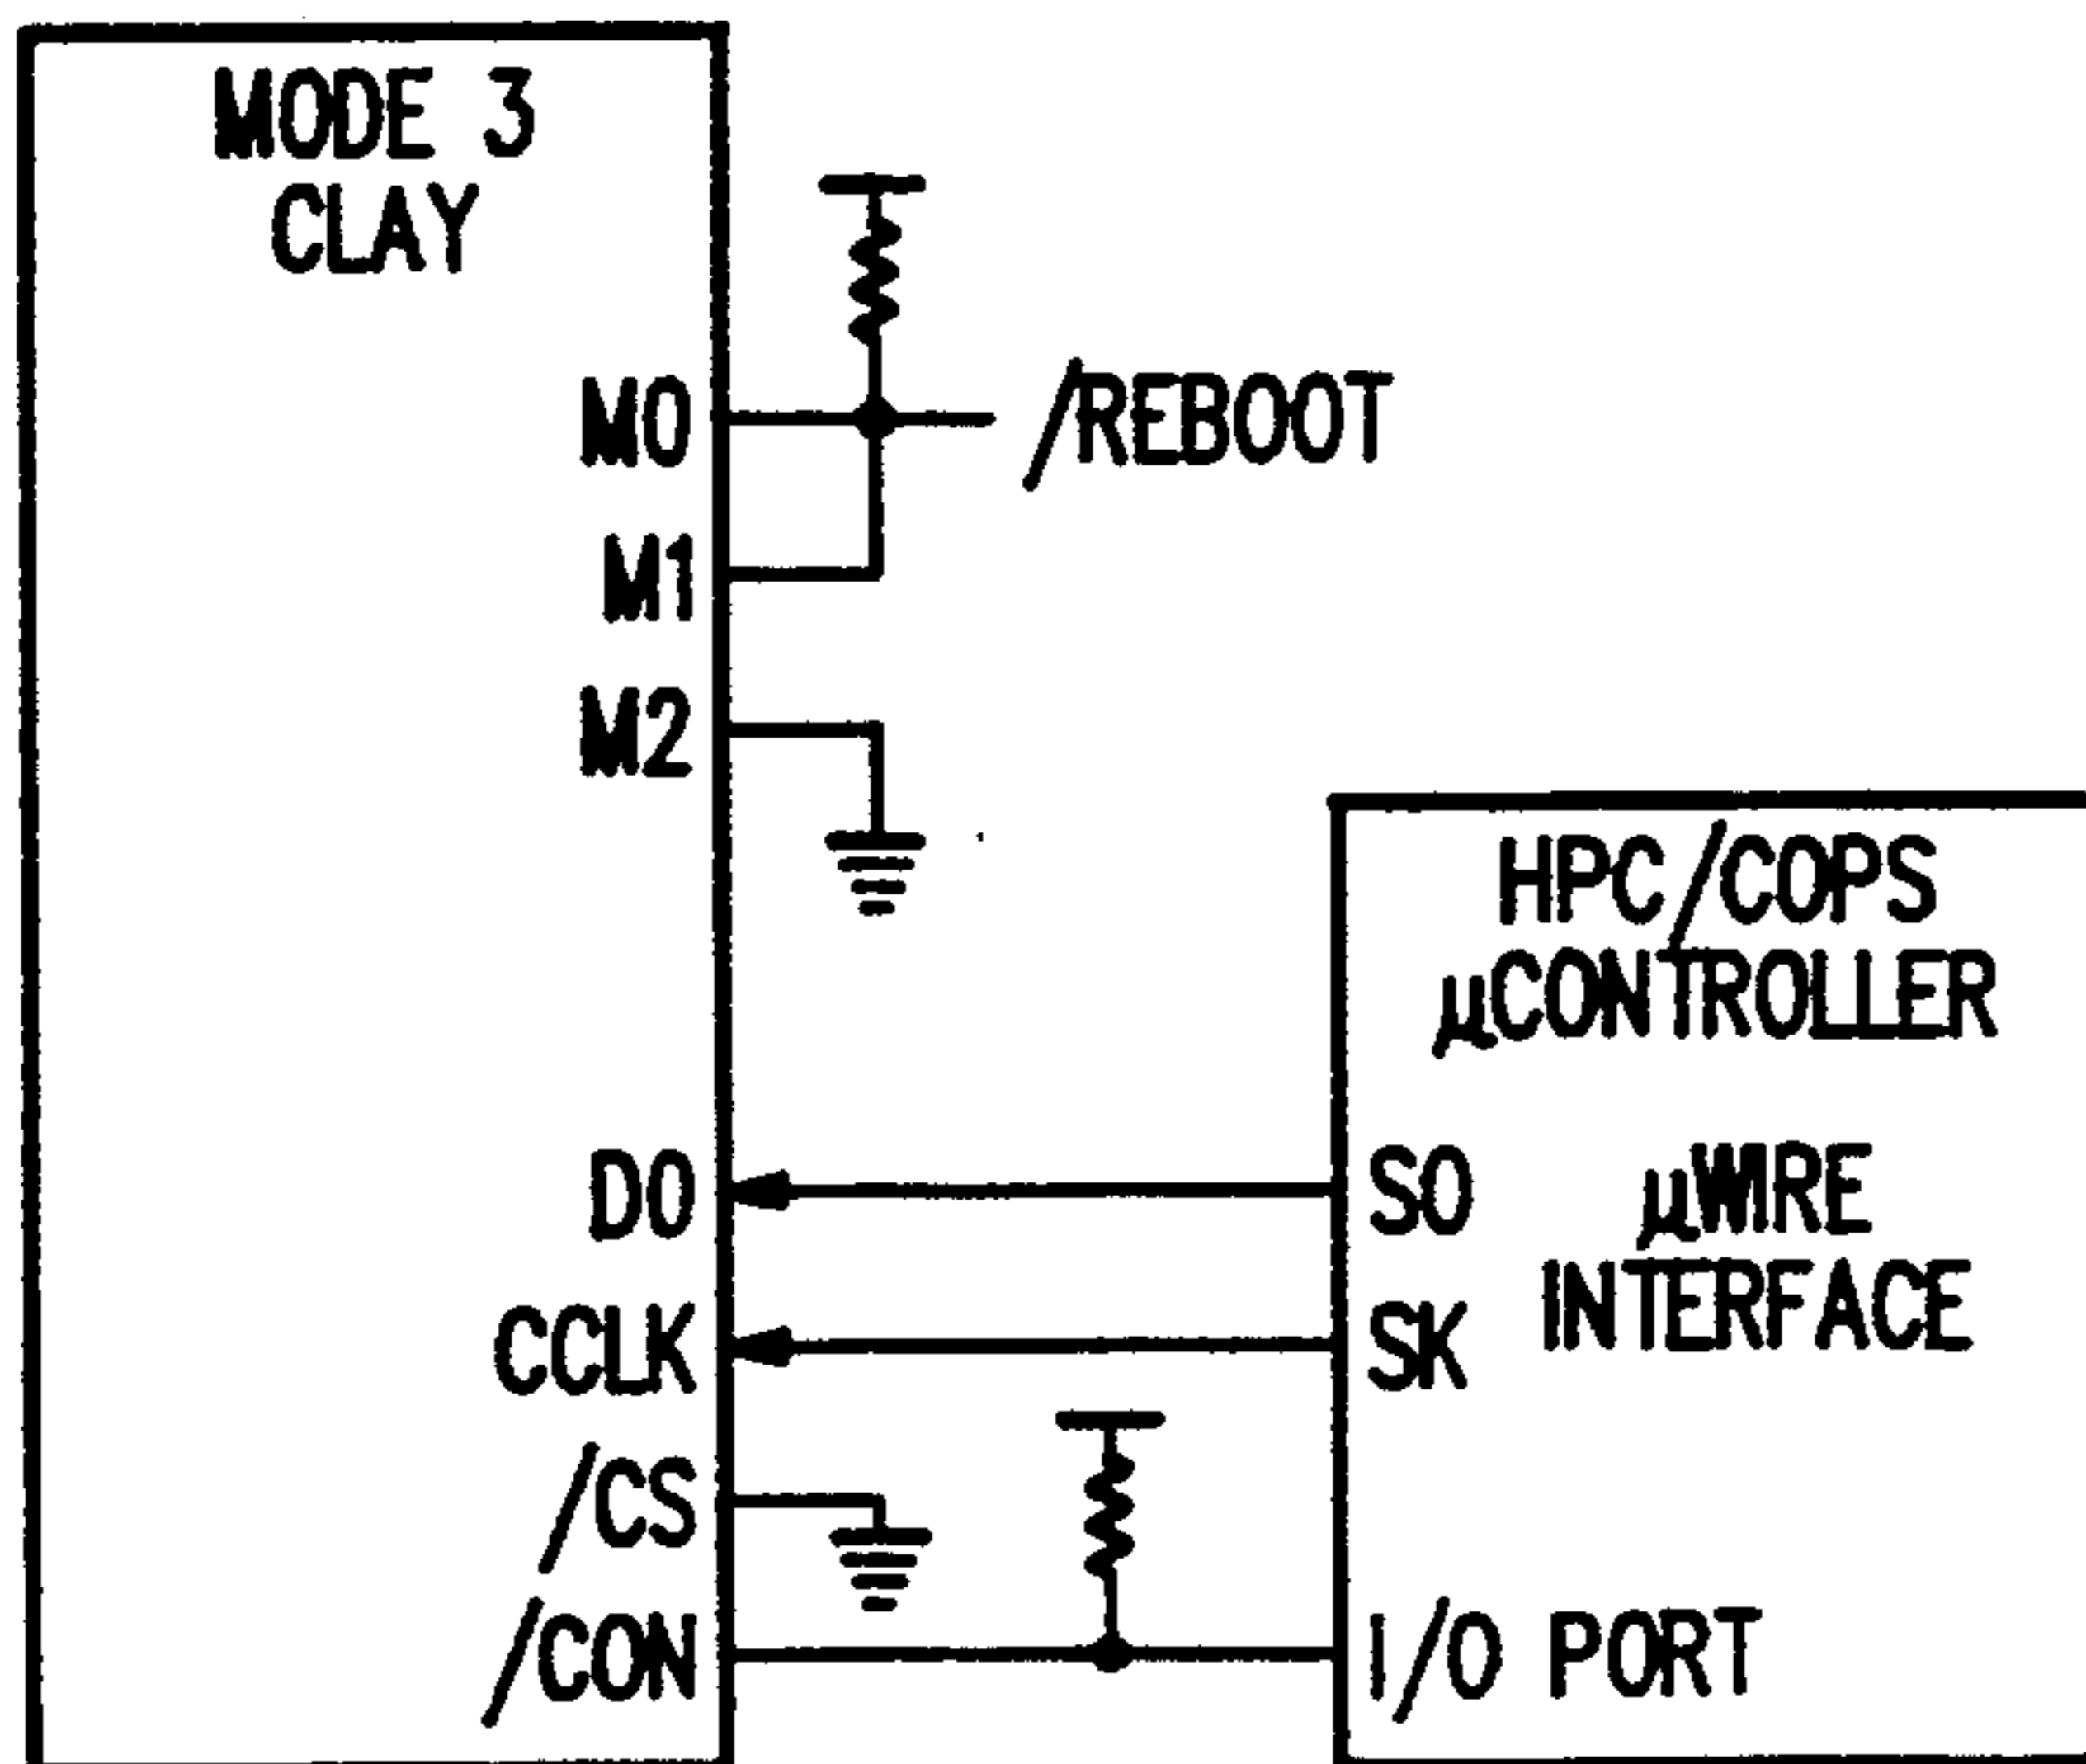 MODE 3
CLAY
M0
/REBOOT
M1
M2
HPC/COPS
μCONTROLLER
D0
SO
μWIRE
INTERFACE
CCLK
SK
/CS
/CON
I/O PORT